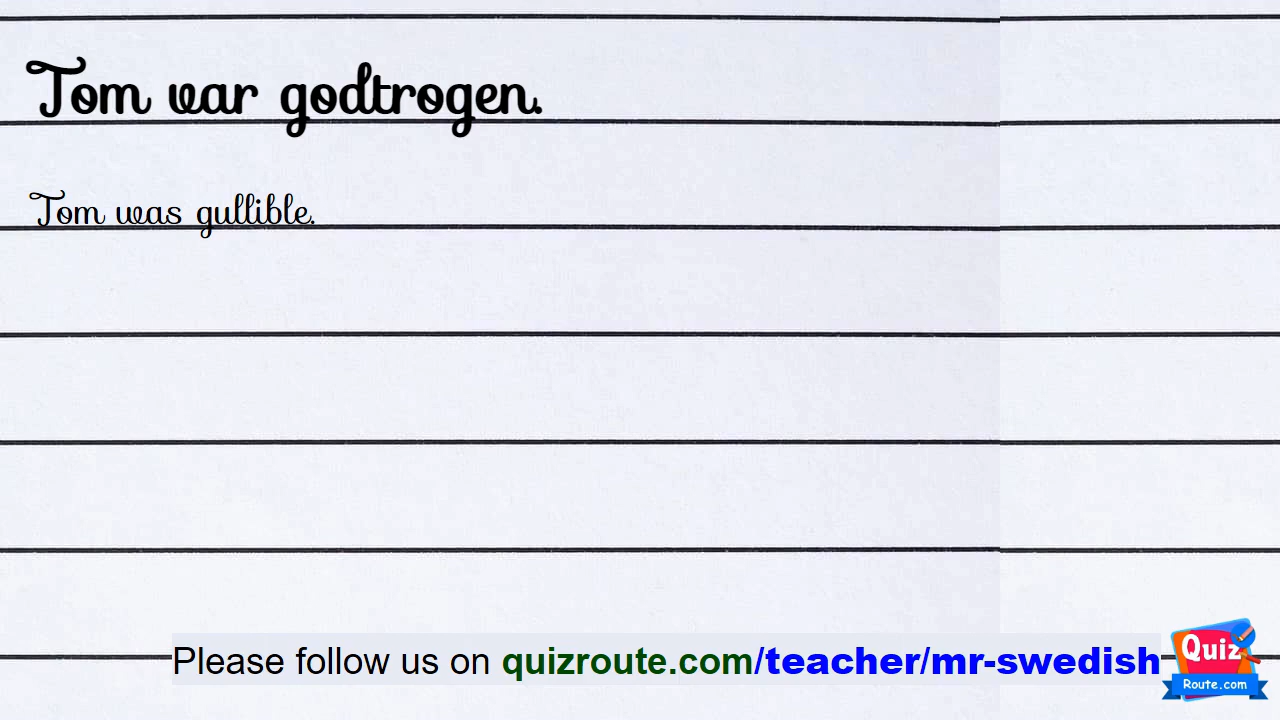 Tom var godtrogen.
Tom was gullible.
Please follow us on quizroute.com/teacher/mr-swedish
Quiz
Route.com